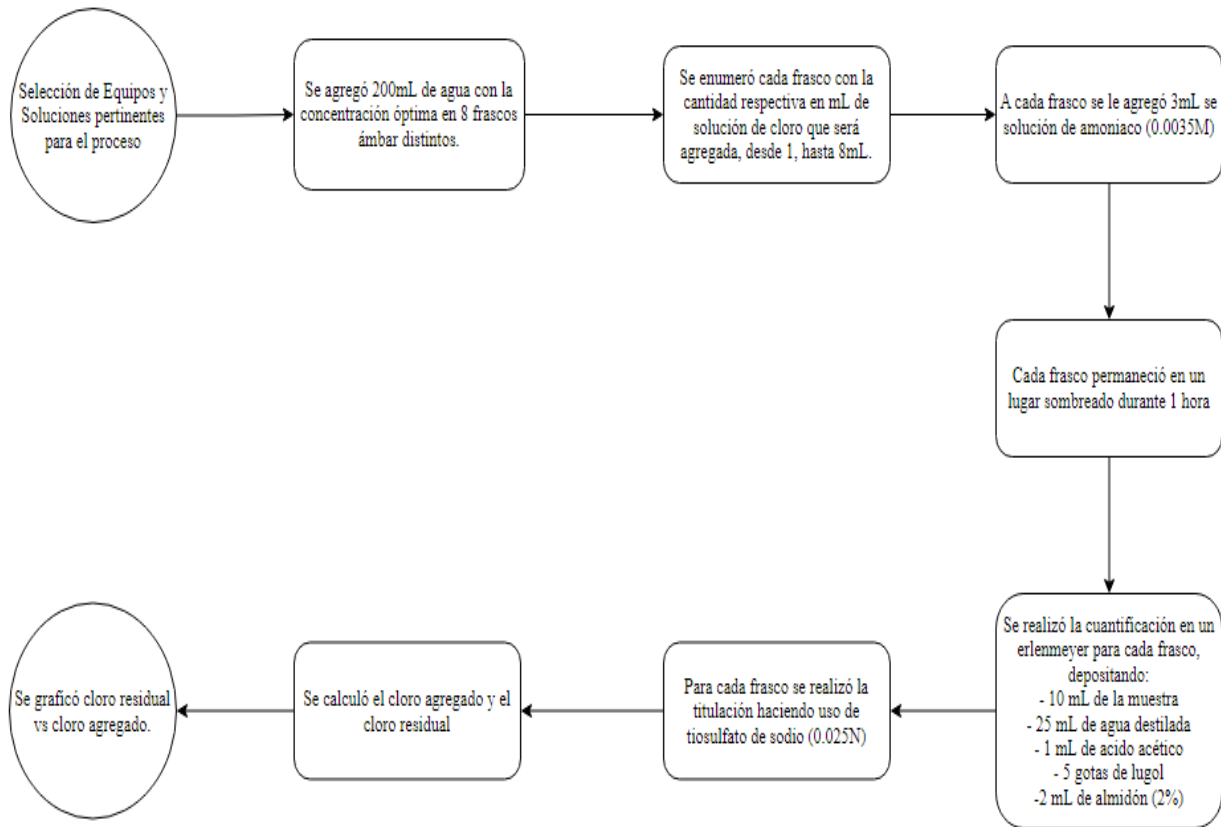 Selección de Equipos y
Soluciones pertinentes
para el proceso
Se agregó 200mL de agua con la
concentración óptima en 8 frascos
ámbar distintos.
Se enumeró cada frasco con la
cantidad respectiva en mL de
solución de cloro que será
agregada, desde 1, hasta 8mL.
A cada frasco se le agregó 3mL se
solución de amoniaco (0.0035M)
Cada frasco permaneció en un
lugar sombreado durante 1 hora
Se realizó la cuantificación en un
erlenmeyer para cada frasco,
depositando:
- 10 mL de la muestra
- 25 mL de agua destilada
- 1 mL de acido acético
- 5 gotas de lugol
-2 mL de almidón (2%)
Para cada frasco se realizó la
titulación haciendo uso de
tiosulfato de sodio (0.025N)
Se calculó el cloro agregado y el
cloro residual
Se graficó cloro residual
vs cloro agregado.